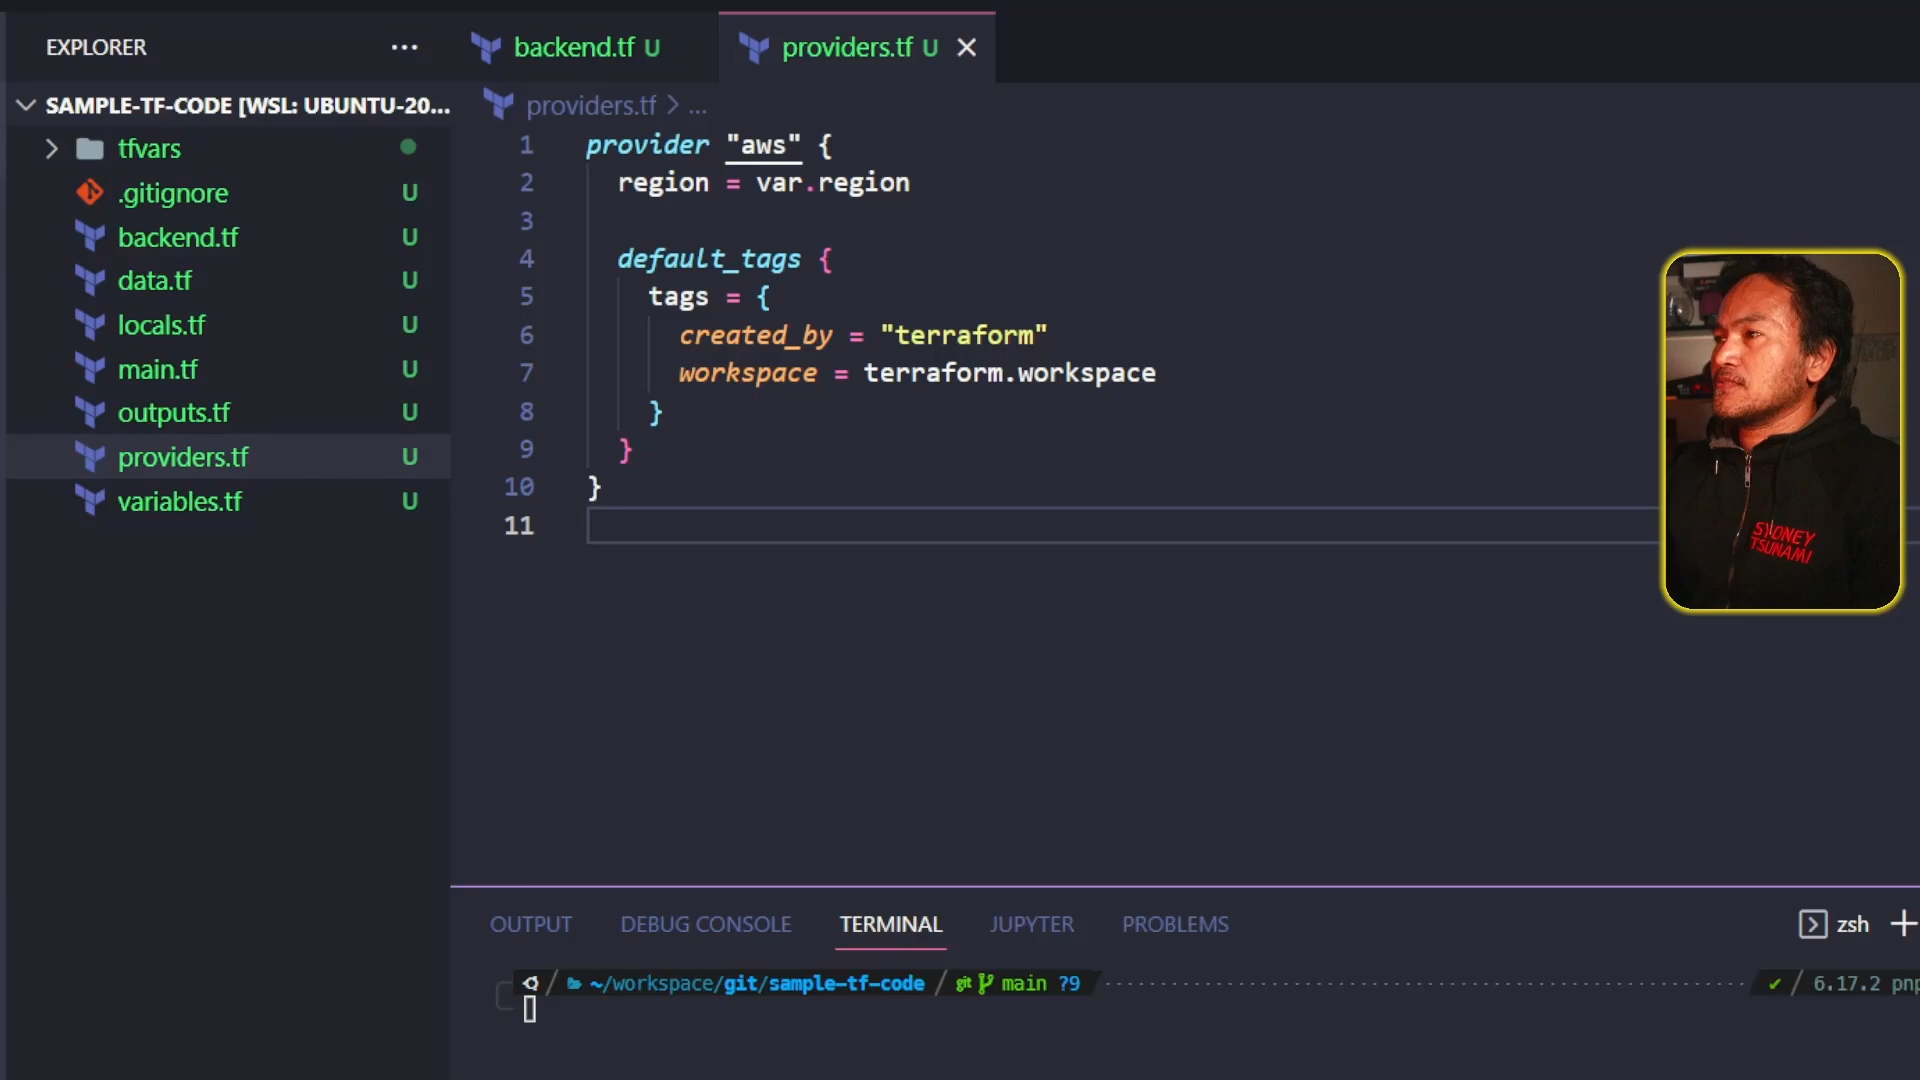 EXPLORER ...
backend.tf U
providers.tf U
SAMPLE-TF-CODE [WSL: UBUNTU-20...
tfvars
.gitignore U
backend.tf U
data.tf U
locals.tf U
main.tf U
outputs.tf U
providers.tf U
variables.tf U
providers.tf > ...
1 provider "aws" {
2 region = var.region
3
4 default_tags {
5 tags = {
6 created_by = "terraform"
7 workspace = terraform.workspace
8 }
9 }
10 }
11
SYDNEY
TSUNAMI
OUTPUT DEBUG CONSOLE TERMINAL JUPYTER PROBLEMS
zsh +
~/workspace/git/sample-tf-code / git main ?9 ✔ / 6.17.2 pnp